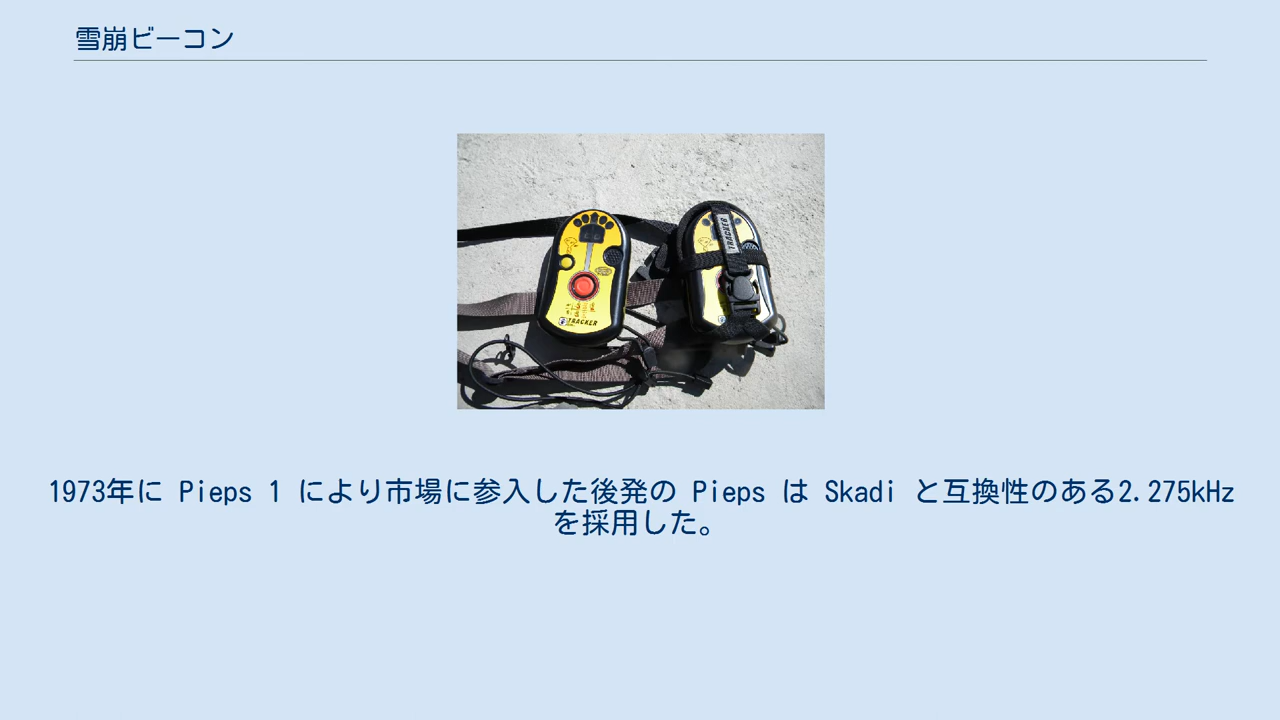 雪崩ビーコン
TRACKER
TRACKER
1973年に Pieps 1 により市場に参入した後発の Pieps は Skadi と互換性のある2.275kHz
を採用した。